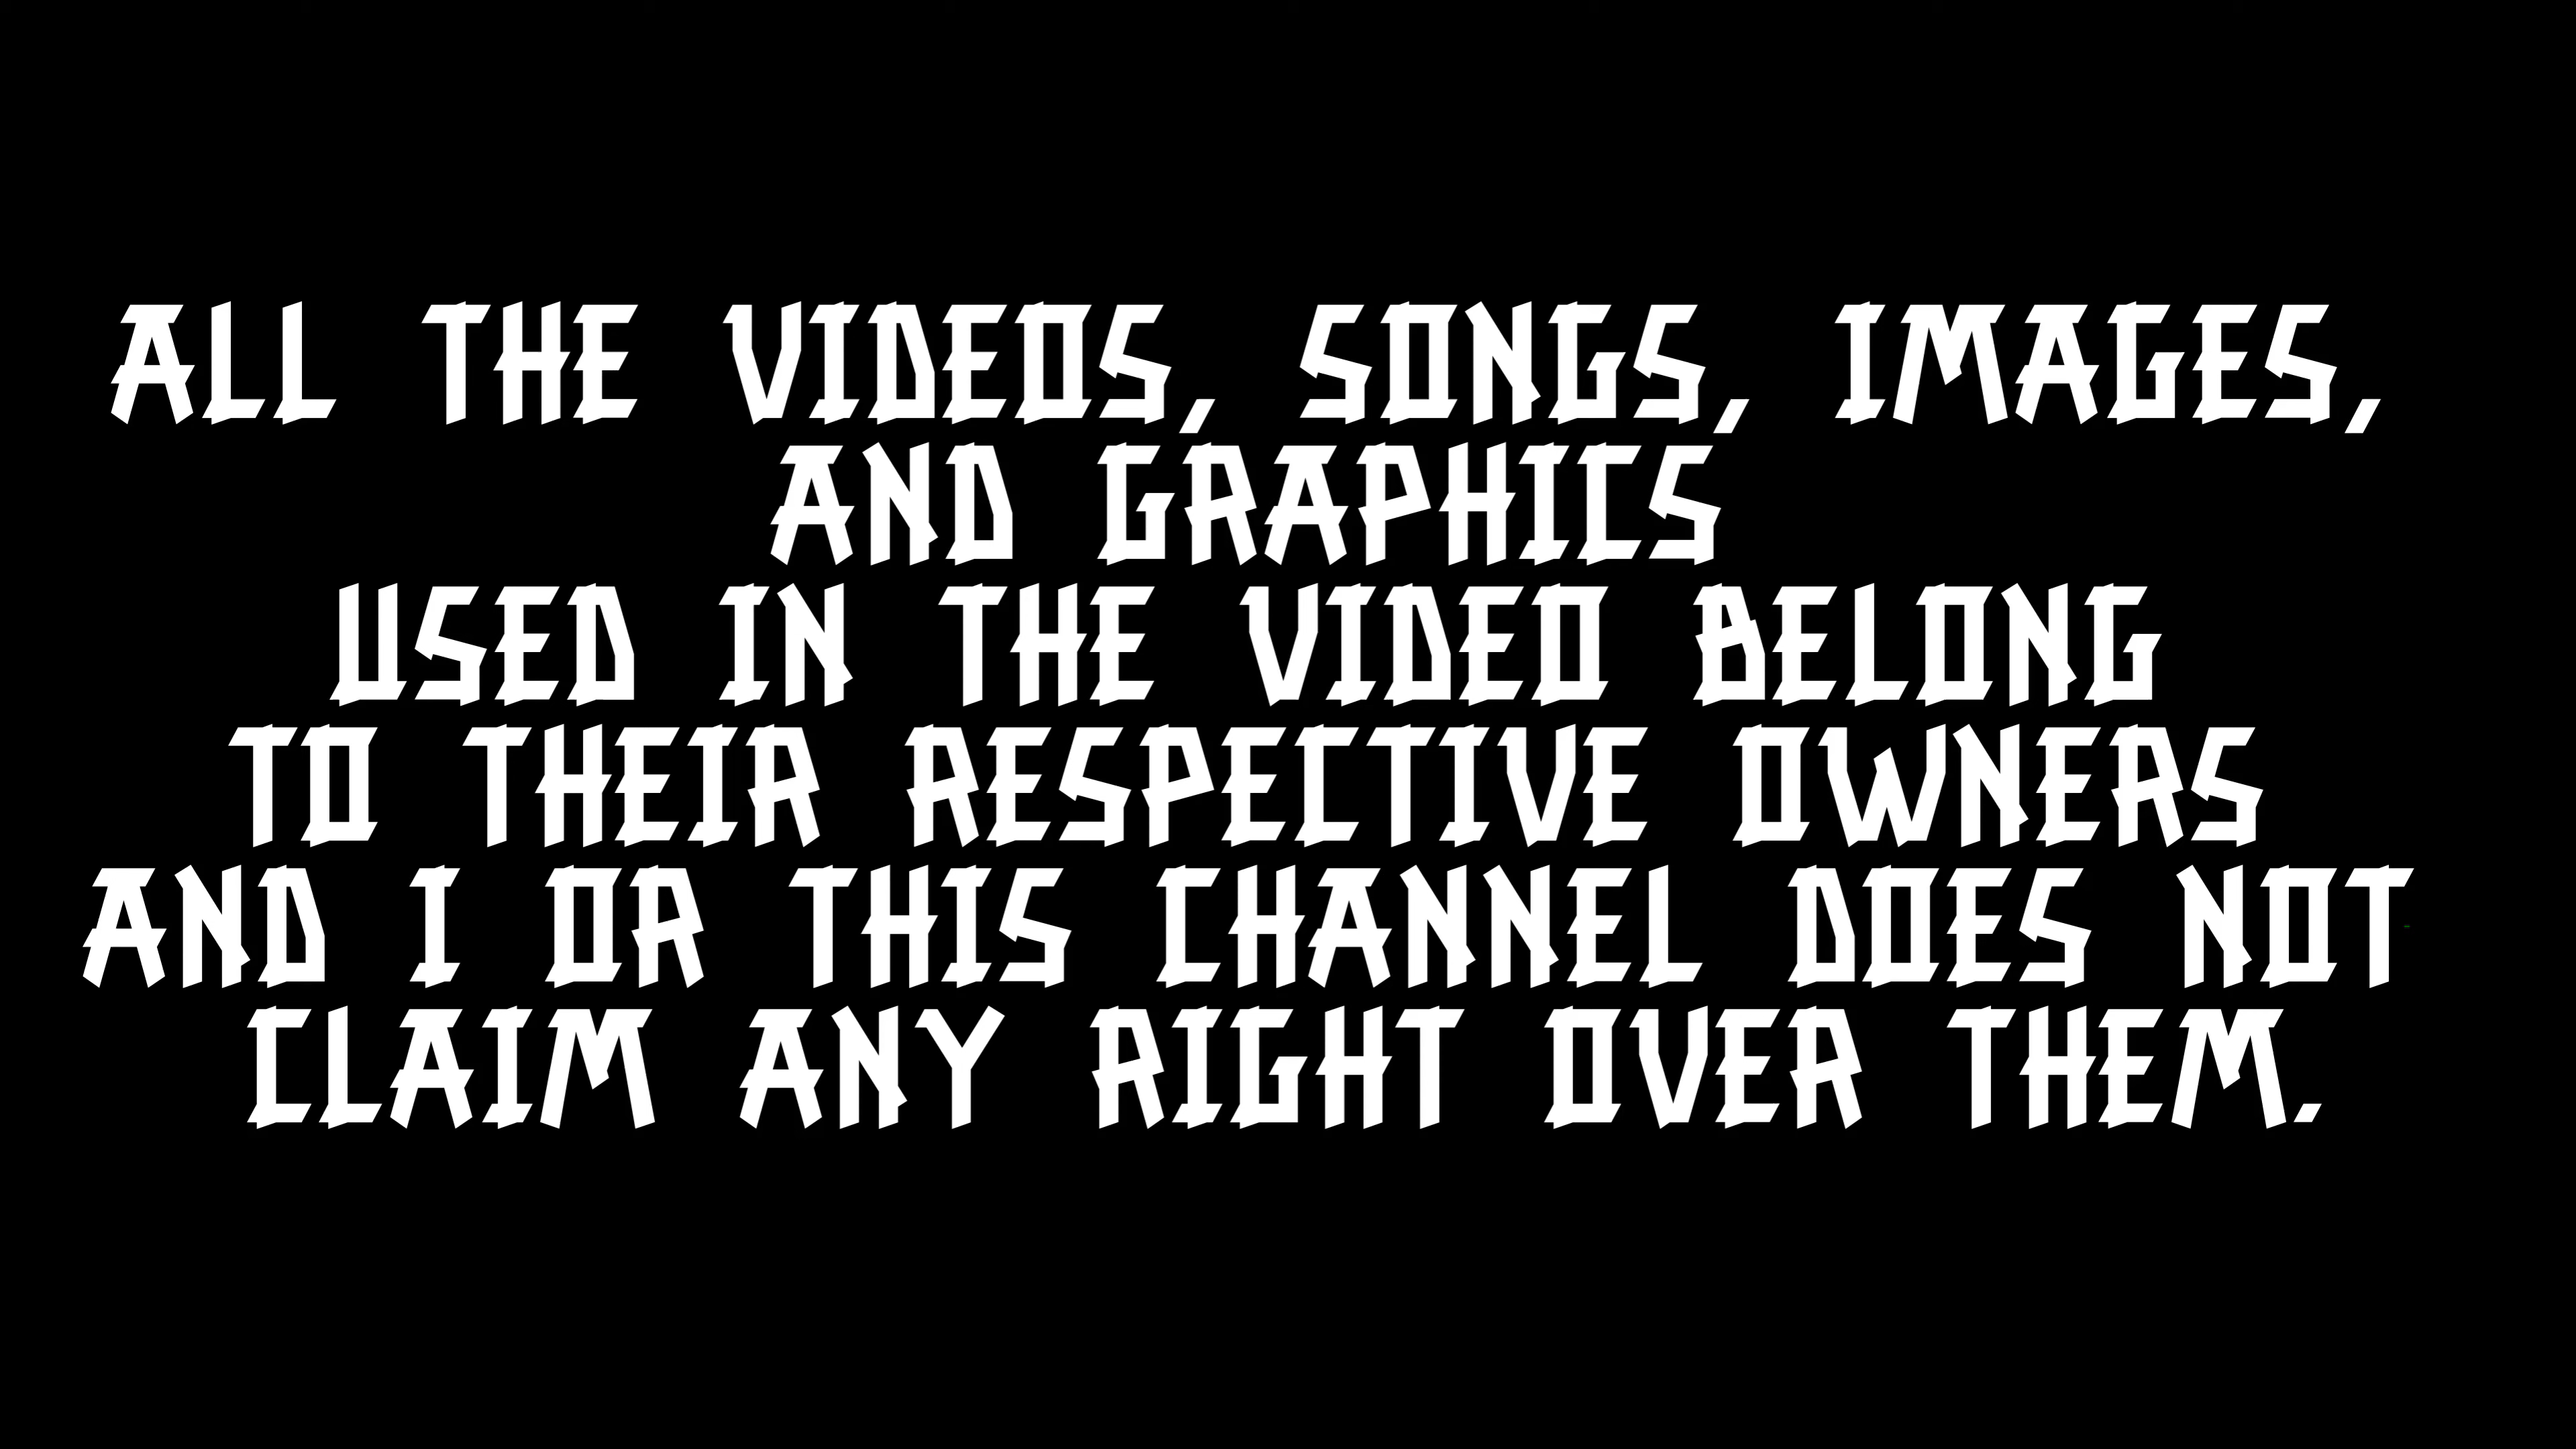 ALL THE VIDEOS, SONGS, IMAGES,
AND GRAPHICS
USED IN THE VIDEO BELONG
TO THEIR RESPECTIVE OWNERS
AND I OR THIS CHANNEL DOES NOT
CLAIM ANY RIGHT OVER THEM.